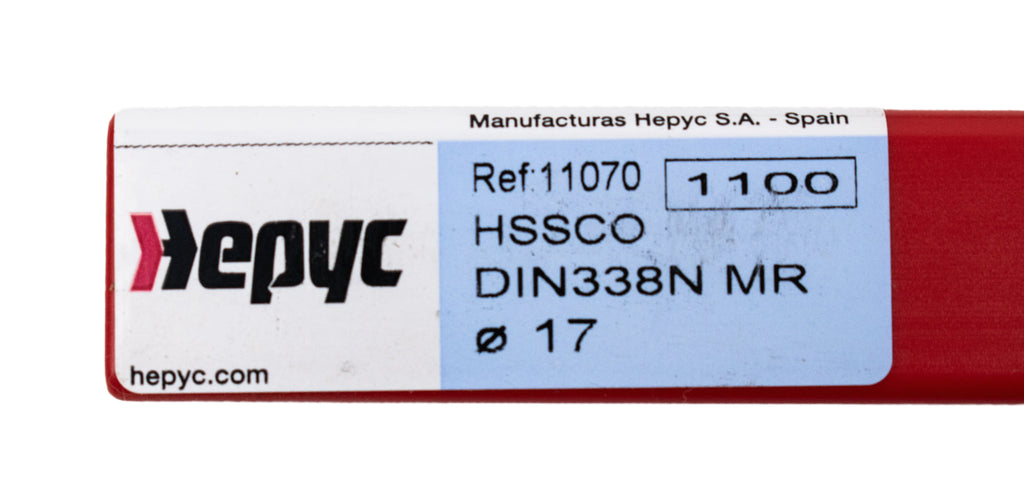 Manufacturas Hepyc S.A. - Spain
Ref:11070 1100
HSSCO
DIN338N MR
ø 17
Hepyc
hepyc.com